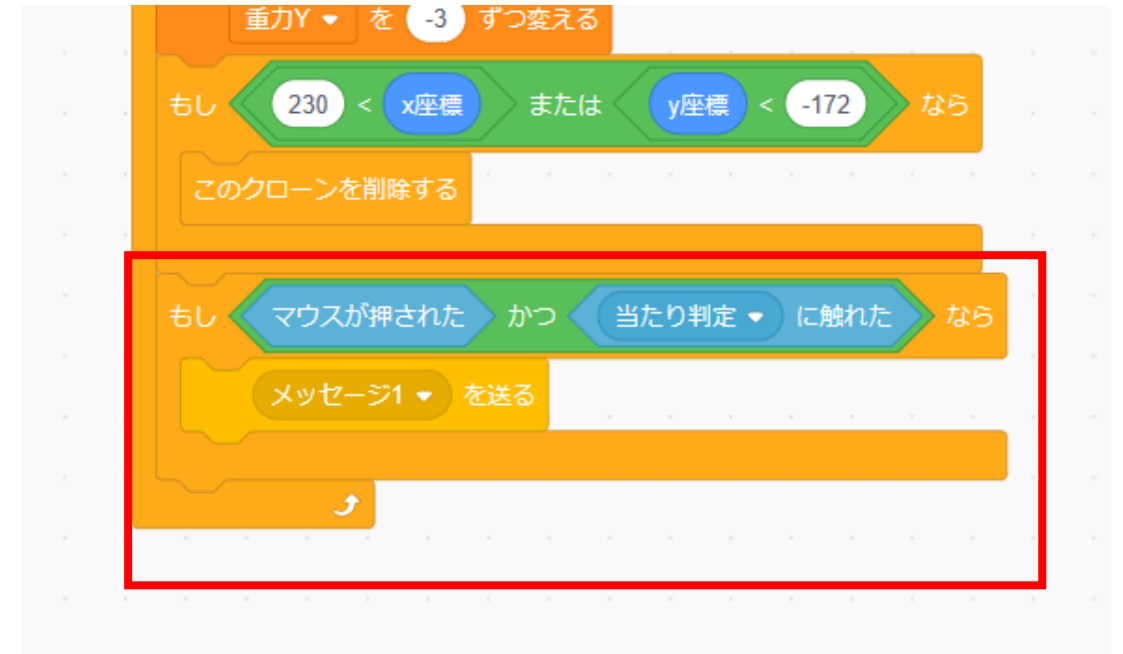 重力Y を -3 ずつ変える
もし 230 < x座標 または y座標 < -172 なら
このクローンを削除する
もし マウスが押された かつ 当たり判定 に触れた なら
メッセージ1 を送る